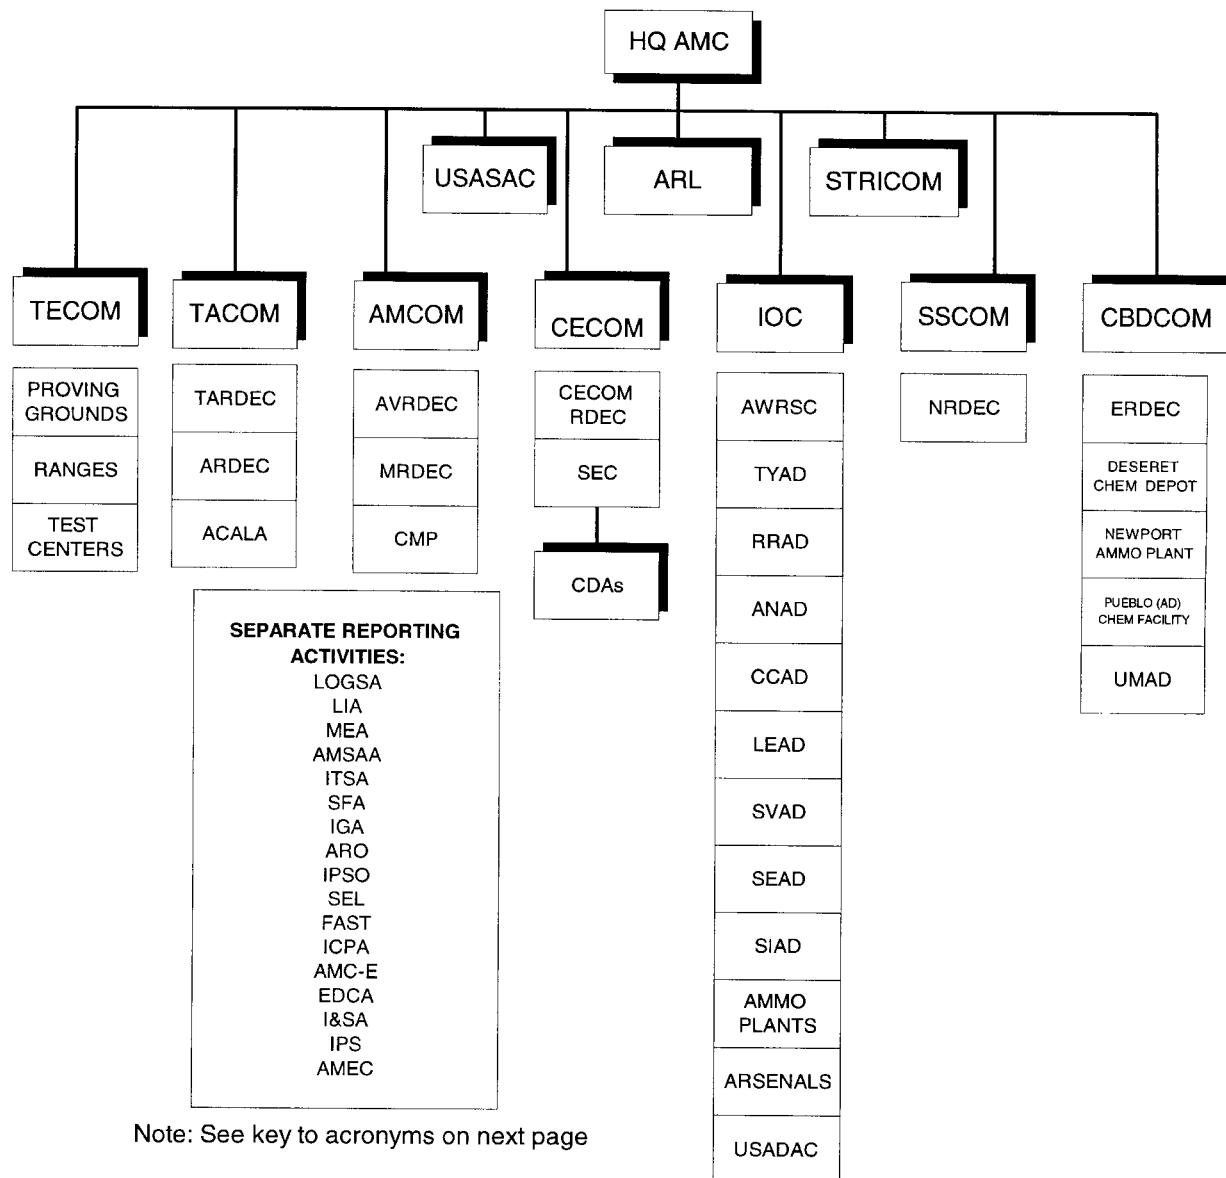 HQ AMC
USASAC
ARL
STRICOM
TECOM
TACOM
AMCOM
CECOM
IOC
SSCOM
CBDCOM
PROVING
GROUNDS
RANGES
TEST
CENTERS
TARDEC
ARDEC
ACALA
AVRDEC
MRDEC
CMP
CECOM
RDEC
SEC
CDAs
AWRSC
TYAD
RRAD
ANAD
CCAD
LEAD
SVAD
SEAD
SIAD
AMMO
PLANTS
ARSENALS
USADAC
NRDEC
ERDEC
DESERET
CHEM DEPOT
NEWPORT
AMMO PLANT
PUEBLO (AD)
CHEM FACILITY
UMAD
SEPARATE REPORTING
ACTIVITIES:
LOGSA
LIA
MEA
AMSAA
ITSA
SFA
IGA
ARO
IPSO
SEL
FAST
ICPA
AMC-E
EDCA
I&SA
IPS
AMEC
Note: See key to acronyms on next page